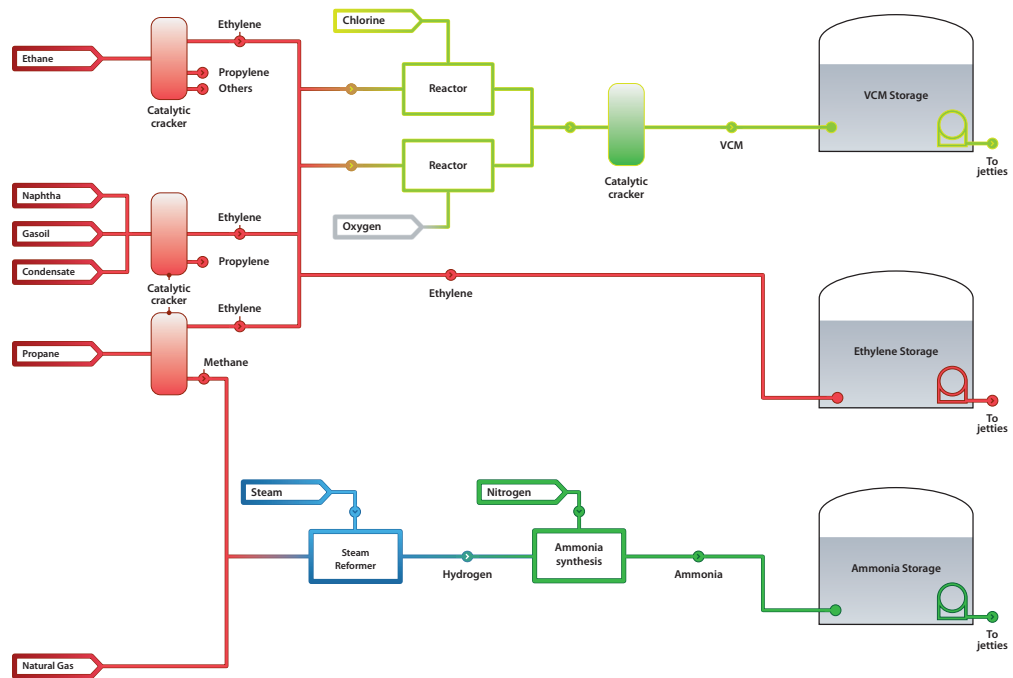 Ethylene
Chlorine
Ethane
Propylene
Others
Catalytic
cracker
Reactor
VCM Storage
VCM
To
jetties
Reactor
Catalytic
cracker
Naphtha
Gasoil
Condensate
Ethylene
Oxygen
Propylene
Catalytic
cracker
Ethylene
Ethylene
Propane
Methane
Ethylene Storage
To
jetties
Steam
Nitrogen
Steam
Reformer
Hydrogen
Ammonia
synthesis
Ammonia
Ammonia Storage
To
jetties
Natural Gas